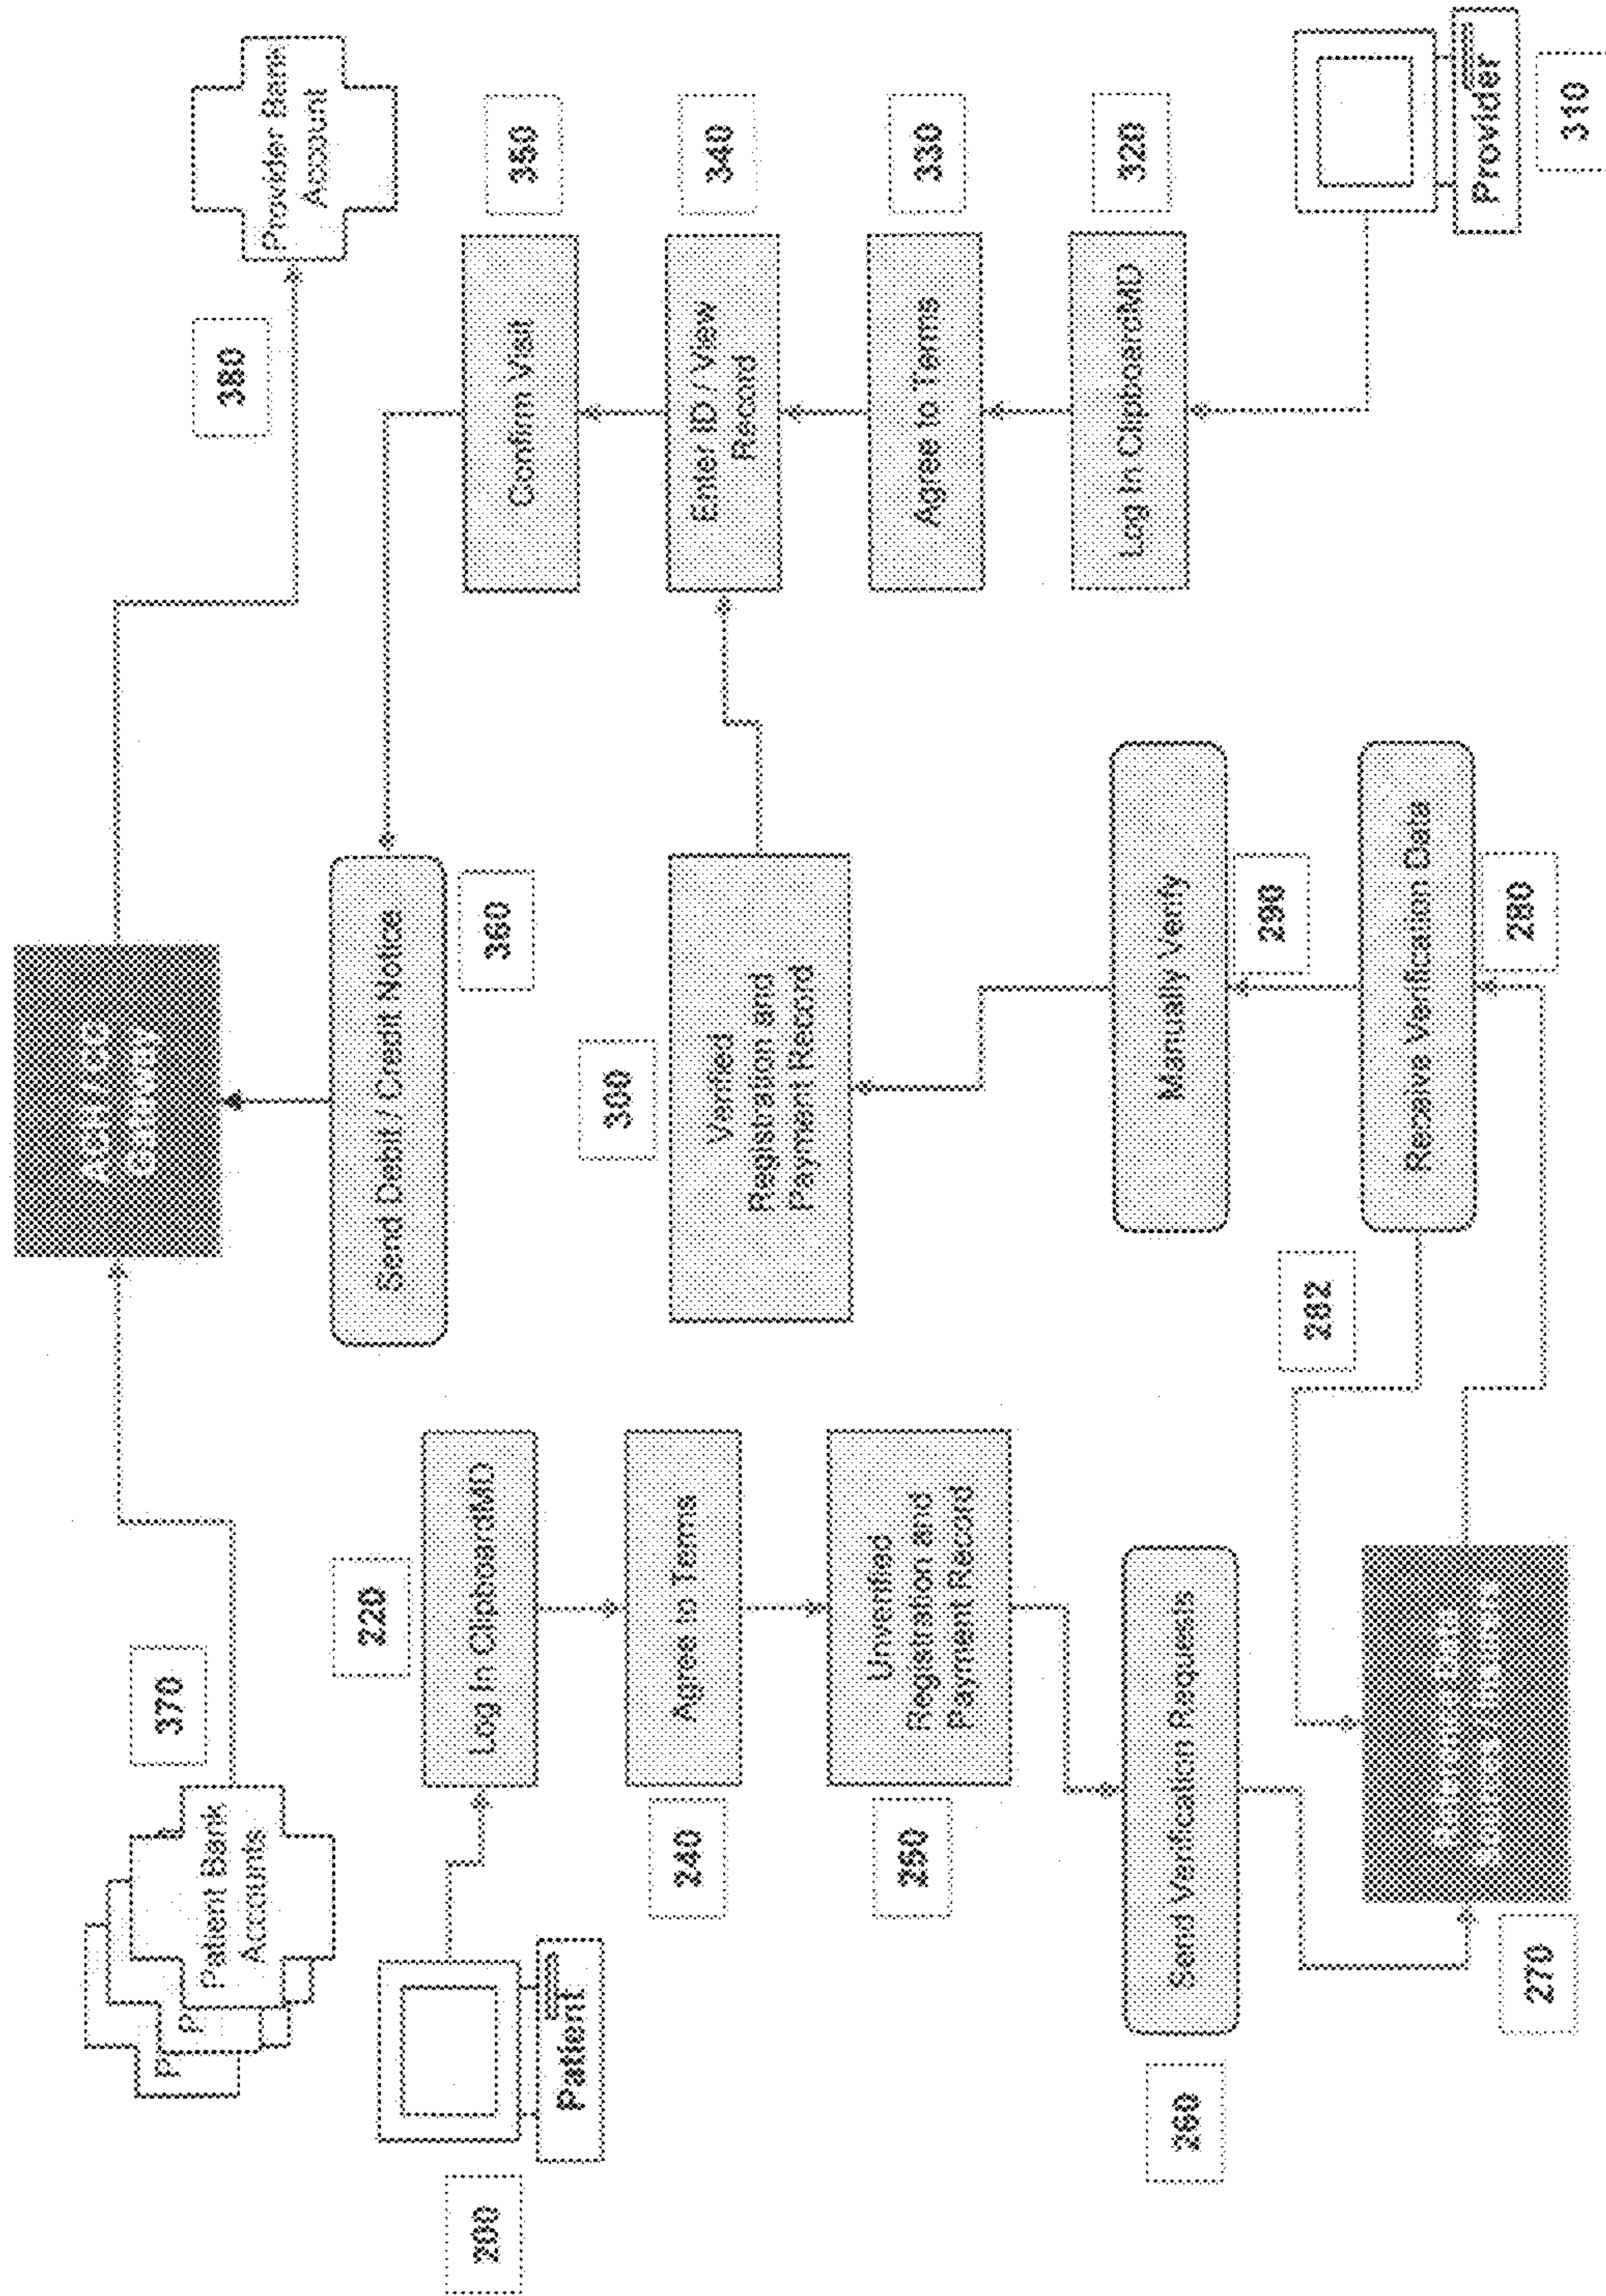 370
Patient Bank
Accounts
P
P
380
Provider Bank
Account
200
Patient
220
Log In ClipboardMD
240
Agree to Terms
250
Unverified
Registration and
Payment Record
260
Send Verification Requests
270
Send Debit / Credit Notice
360
300
Verified
Registration and
Payment Record
Manually Verify
290
282
Receive Verification Data
280
Confirm Visit
350
Enter ID / View
Record
340
Agree to Terms
330
Log In ClipboardMD
320
Provider
310